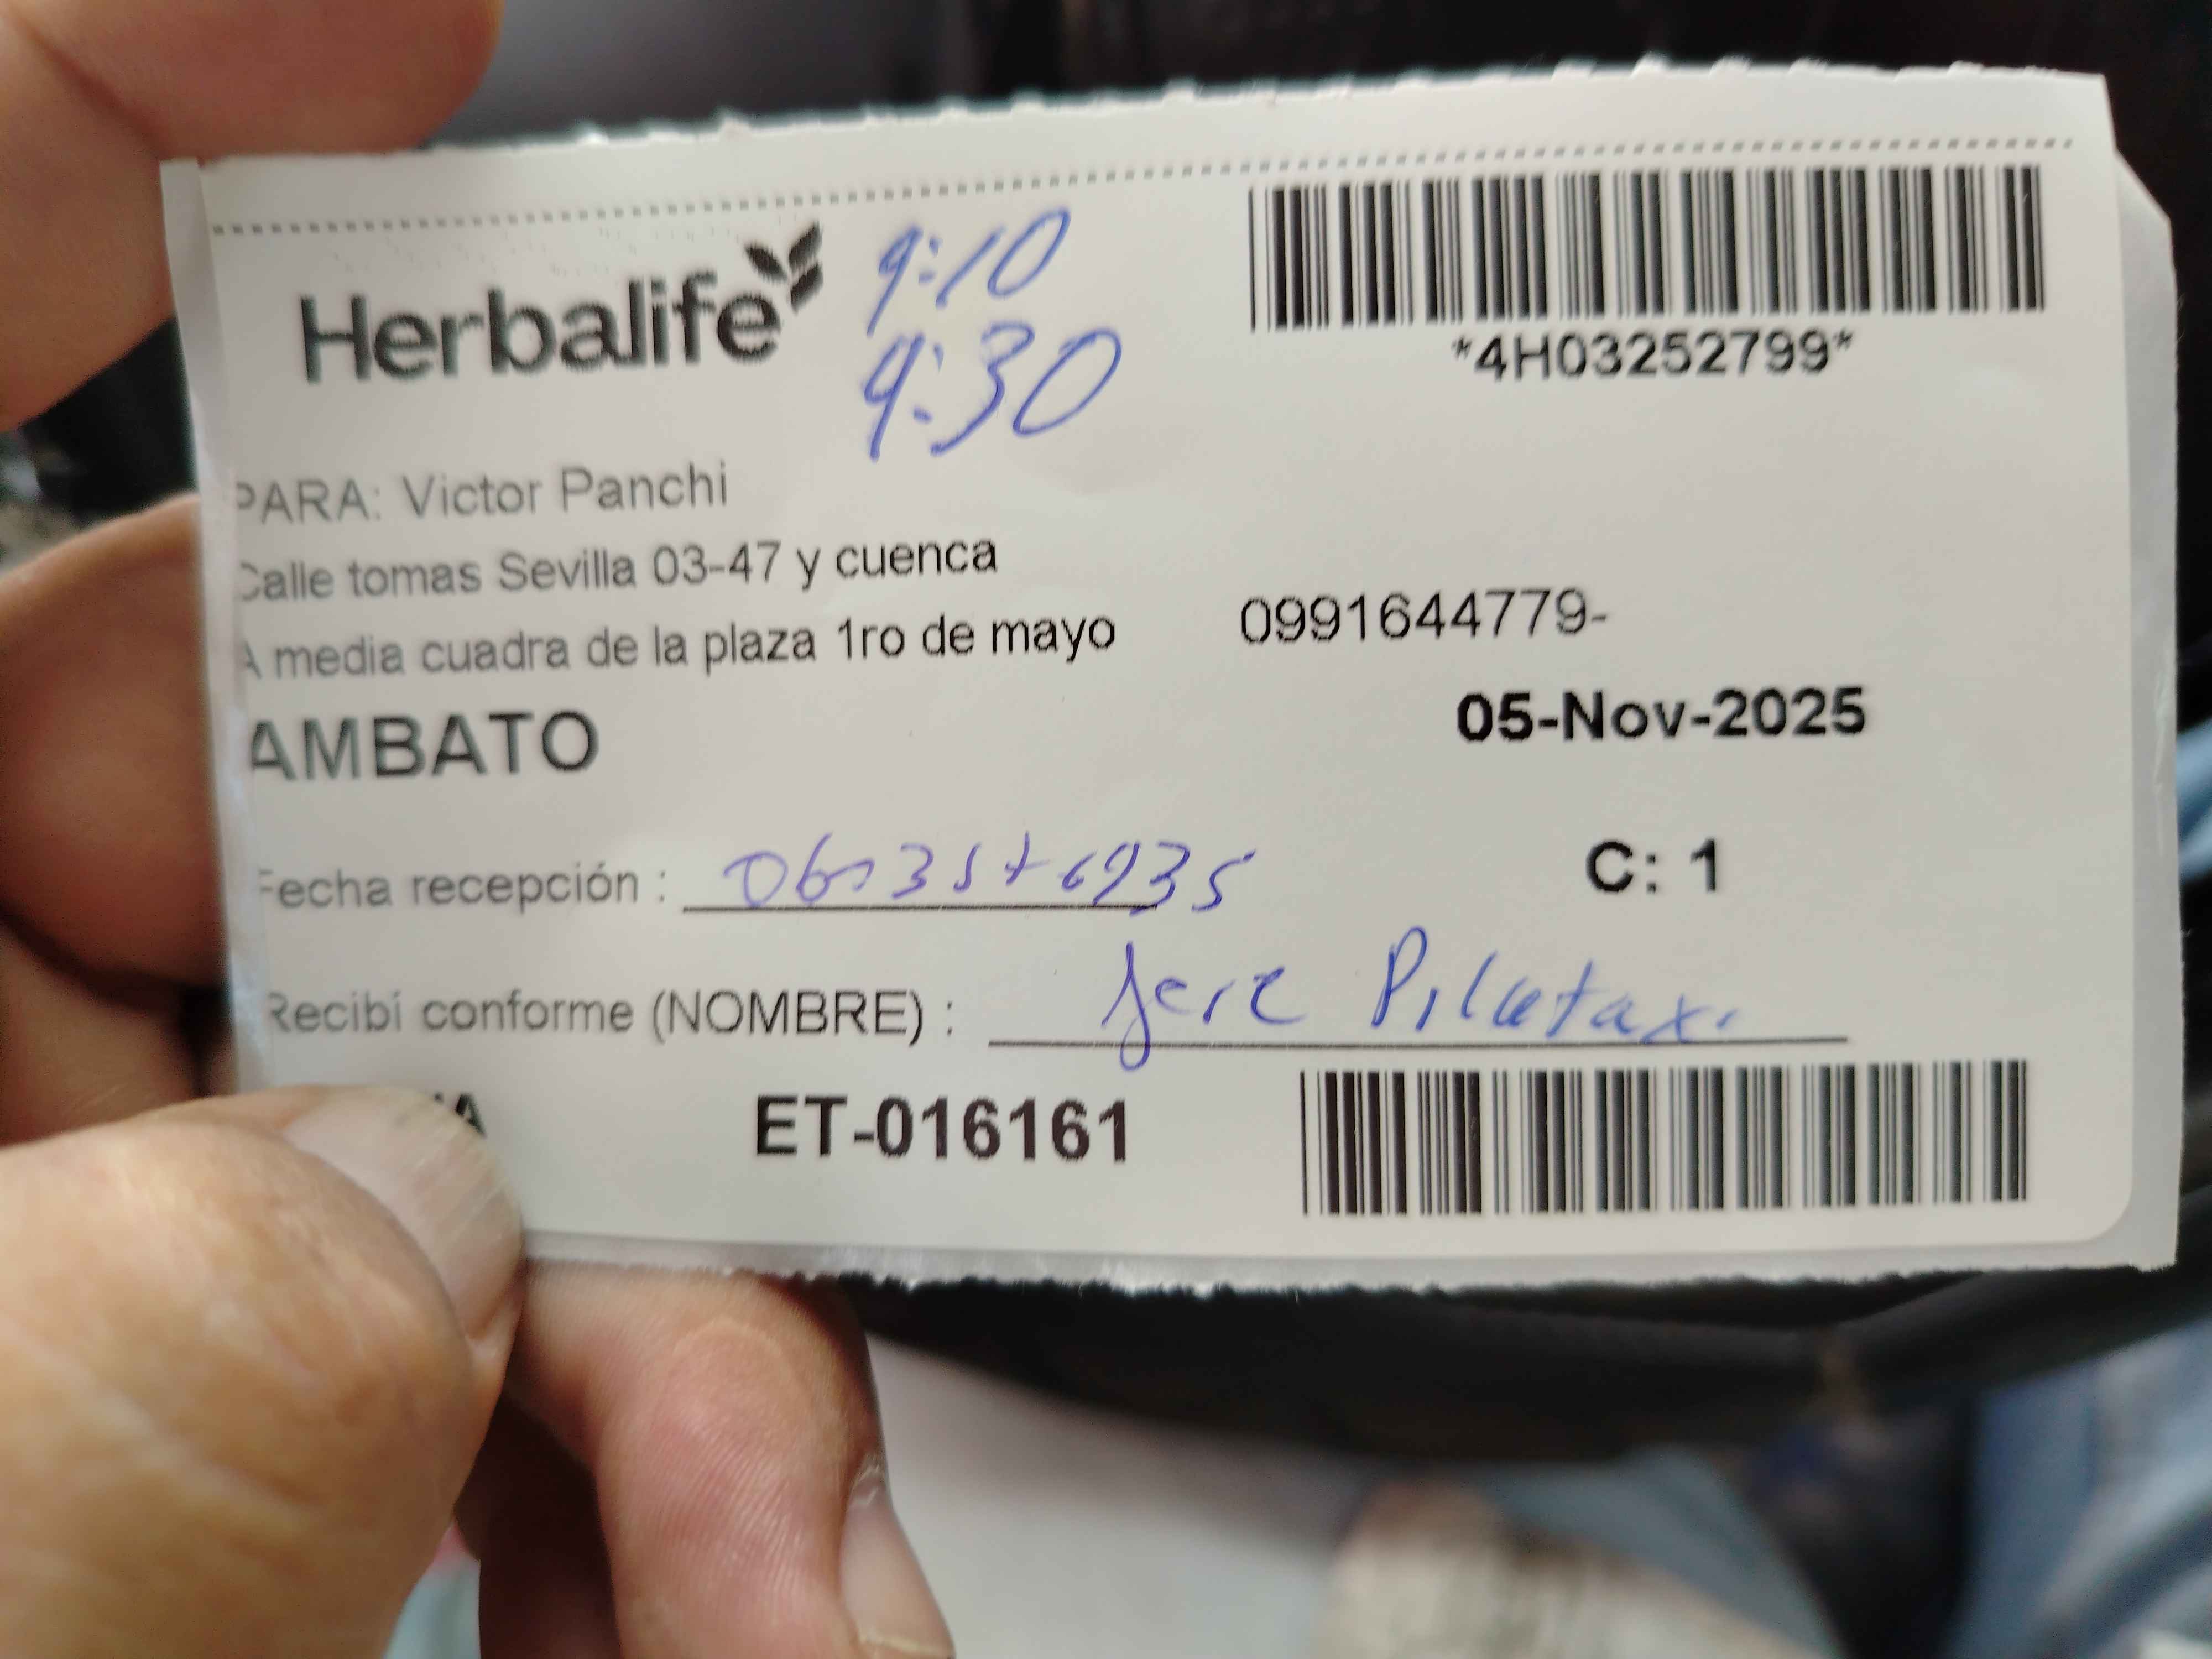 Herbalife
9:10
9:30
*4H03252799*
PARA: Victor Panchi
Calle tomas Sevilla 03-47 y cuenca
A media cuadra de la plaza 1ro de mayo
0991644779-
AMBATO
05-Nov-2025
Fecha recepción :
C: 1
Recibí conforme (NOMBRE) : Pilataxi
ET-016161